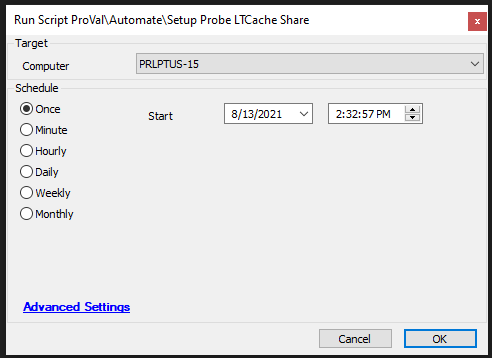 Run Script ProVal\Automate\Setup Probe LTCache Share
x
Target
Computer PRLPTUS-15
Schedule
Once Start 8/13/2021 2:32:57 PM
Minute
Hourly
Daily
Weekly
Monthly
Advanced Settings
Cancel OK